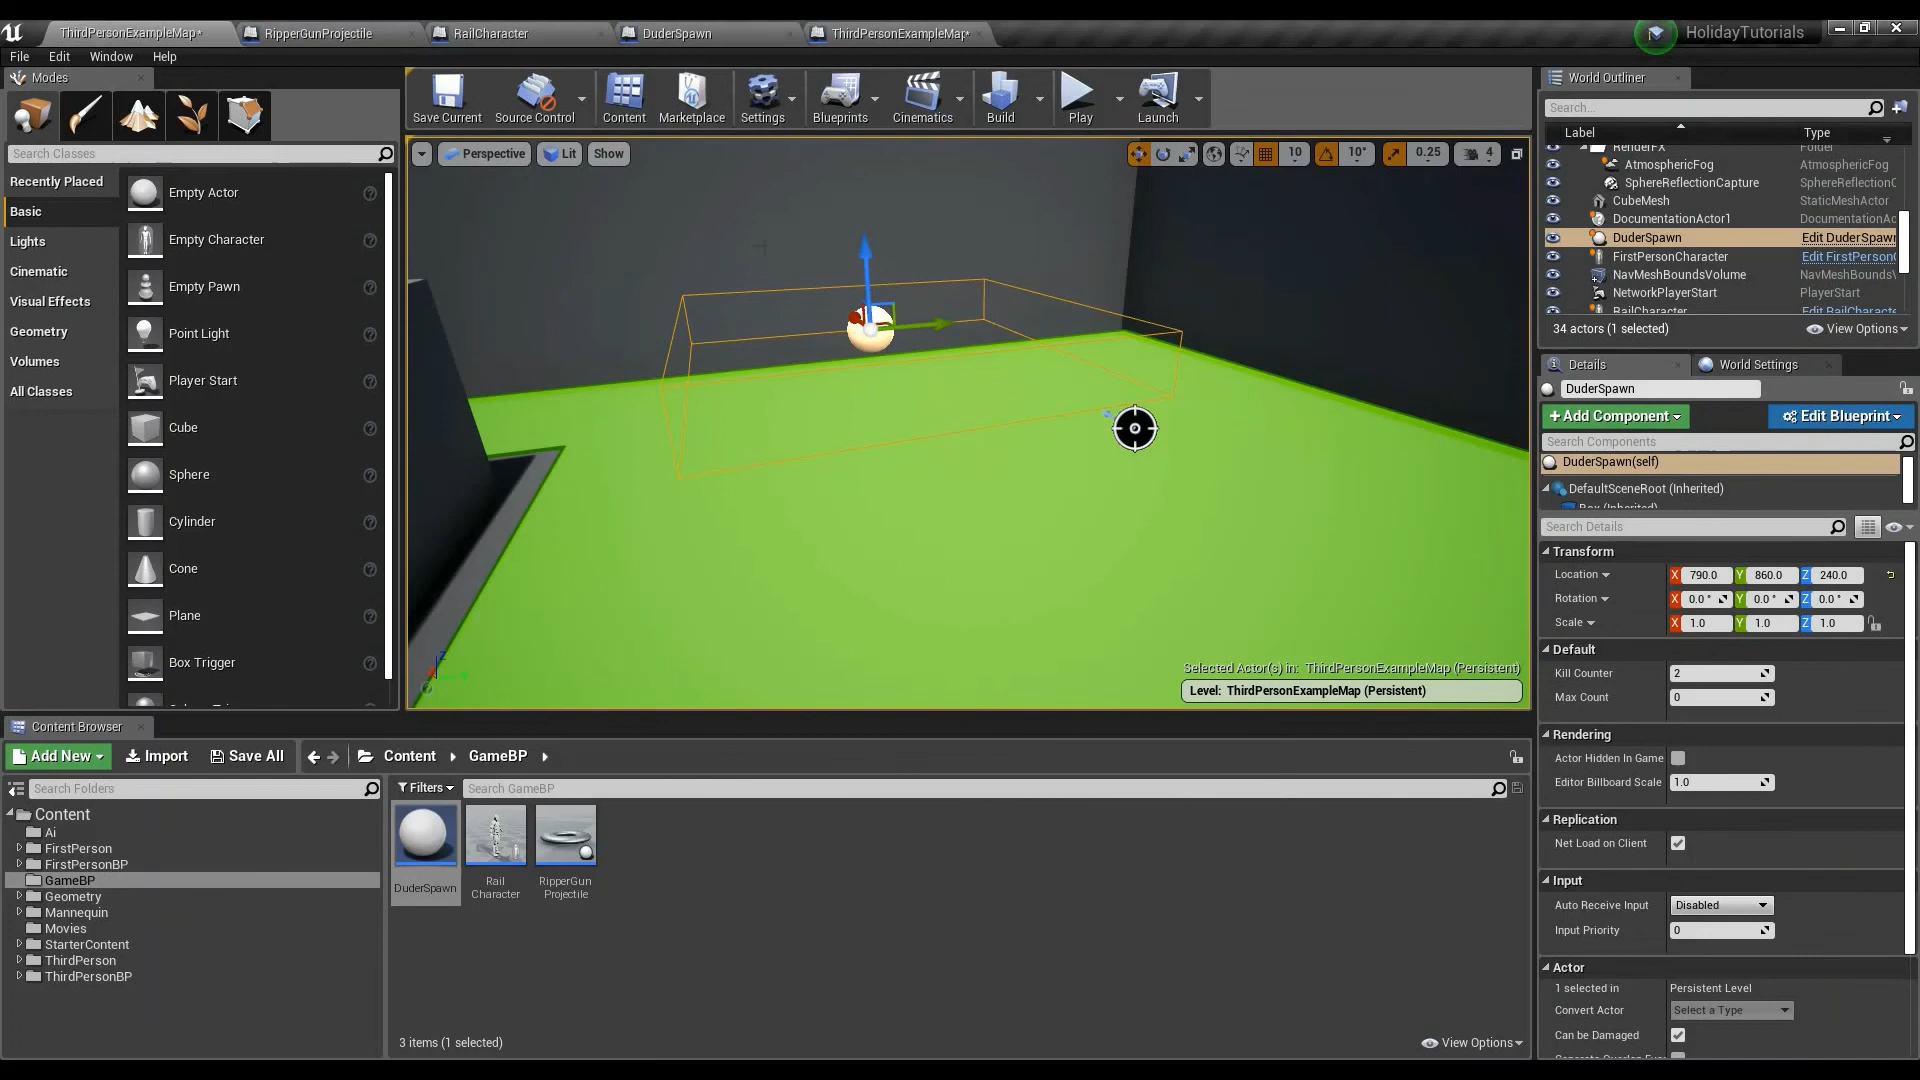 ThirdPersonExampleMap*
RipperGunProjectile
RailCharacter
DuderSpawn
ThirdPersonExampleMap*
HolidayTutorials
File Edit Window Help
Modes
Save Current
Source Control
Content
Marketplace
Settings
Blueprints
Cinematics
Build
Play
Launch
Search Classes
Recently Placed
Basic
Lights
Cinematic
Visual Effects
Geometry
Volumes
All Classes
Empty Actor
Empty Character
Empty Pawn
Point Light
Player Start
Cube
Sphere
Cylinder
Cone
Plane
Box Trigger
Perspective
Lit
Show
10
10°
0.25
4
Z
Selected Actor(s) in: ThirdPersonExampleMap (Persistent)
Level: ThirdPersonExampleMap (Persistent)
World Outliner
Search...
Label Type
RenderFX Folder
AtmosphericFog AtmosphericFog
SphereReflectionCapture SphereReflectionC
CubeMesh StaticMeshActor
DocumentationActor1 DocumentationAc
DuderSpawn Edit DuderSpawn
FirstPersonCharacter Edit FirstPersonC
NavMeshBoundsVolume NavMeshBoundsV
NetworkPlayerStart PlayerStart
RailCharacter Edit RailCharacte
34 actors (1 selected) View Options
Details
World Settings
DuderSpawn
+Add Component
Edit Blueprint
Search Components
DuderSpawn(self)
DefaultSceneRoot (Inherited)
Box (Inherited)
Search Details
Transform
Location X 790.0 Y 860.0 Z 240.0
Rotation X 0.0 ° Y 0.0 ° Z 0.0 °
Scale X 1.0 Y 1.0 Z 1.0
Default
Kill Counter 2
Max Count 0
Rendering
Actor Hidden In Game
Editor Billboard Scale 1.0
Replication
Net Load on Client
Input
Auto Receive Input Disabled
Input Priority 0
Actor
1 selected in Persistent Level
Convert Actor Select a Type
Can be Damaged
Content Browser
Add New
Import
Save All
Content
GameBP
Search Folders
Filters
Search GameBP
Content
Ai
FirstPerson
FirstPersonBP
GameBP
Geometry
Mannequin
Movies
StarterContent
ThirdPerson
ThirdPersonBP
DuderSpawn
Rail
Character
RipperGun
Projectile
3 items (1 selected)
View Options